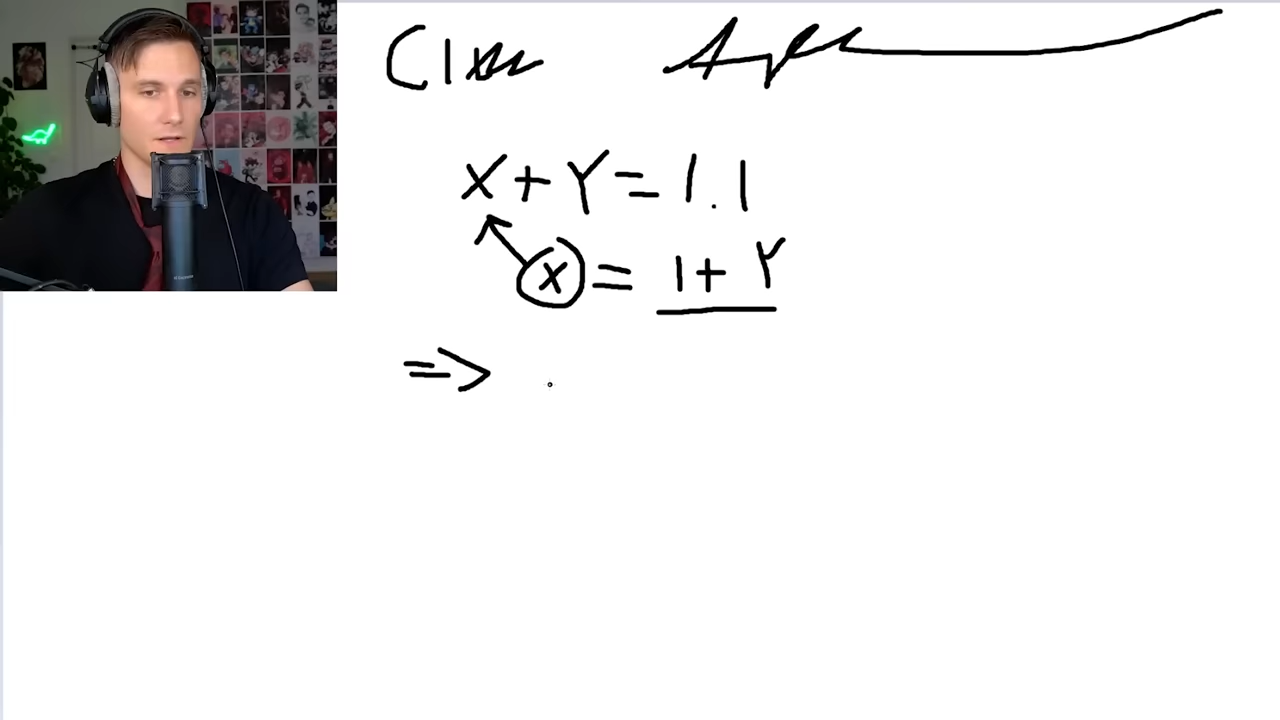 x + y = 1.1
x = 1 + y
=>